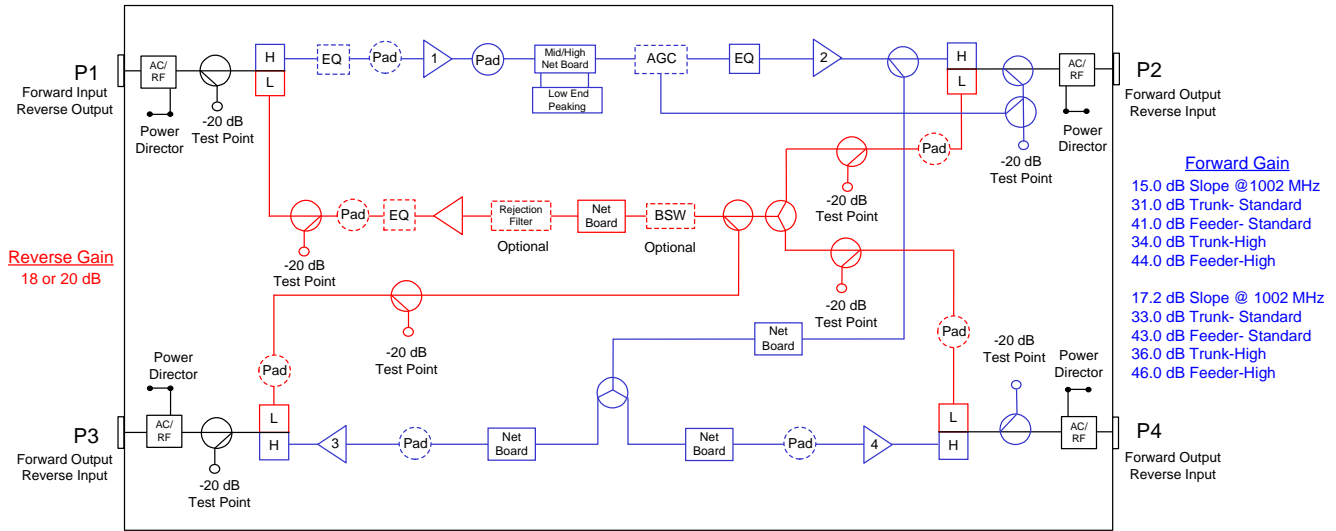 P1
Forward Input
Reverse Output
AC/
RF
Power
Director
-20 dB
Test Point
H
L
EQ
Pad
1
Pad
Mid/High
Net Board
Low End
Peaking
AGC
EQ
2
H
L
-20 dB
Test Point
AC/
RF
Power
Director
P2
Forward Output
Reverse Input
Pad
-20 dB
Test Point
-20 dB
Test Point
Pad
EQ
Rejection
Filter
Optional
Net
Board
BSW
Optional
-20 dB
Test Point
Reverse Gain
18 or 20 dB
-20 dB
Test Point
Pad
Net
Board
Pad
-20 dB
Test Point
Power
Director
Forward Gain
15.0 dB Slope @1002 MHz
31.0 dB Trunk- Standard
41.0 dB Feeder- Standard
34.0 dB Trunk-High
44.0 dB Feeder-High
17.2 dB Slope @ 1002 MHz
33.0 dB Trunk- Standard
43.0 dB Feeder- Standard
36.0 dB Trunk-High
46.0 dB Feeder-High
Power
Director
P3
Forward Output
Reverse Input
AC/
RF
-20 dB
Test Point
L
H
3
Pad
Net
Board
Net
Board
Pad
4
L
H
AC/
RF
P4
Forward Output
Reverse Input